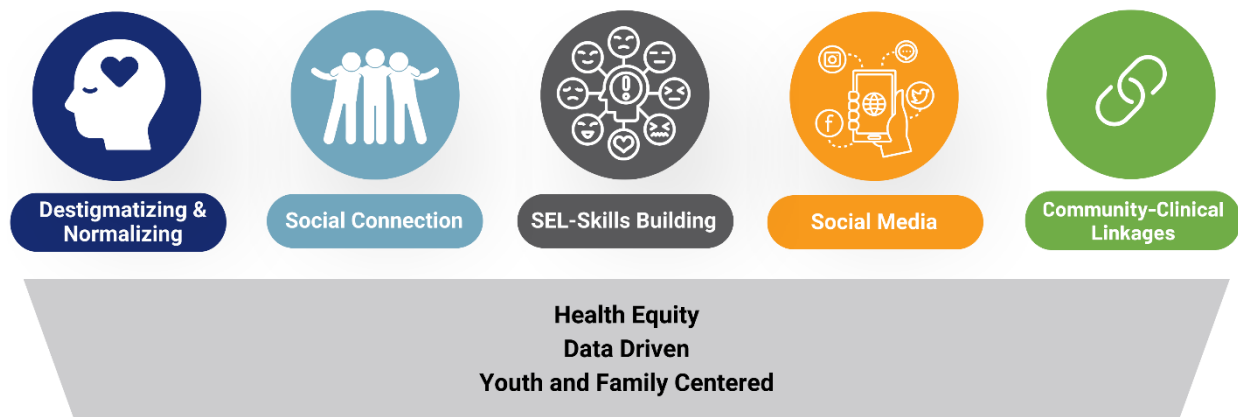 Destigmatizing &
Normalizing
Social Connection
SEL-Skills Building
Social Media
Community-Clinical
Linkages
Health Equity
Data Driven
Youth and Family Centered